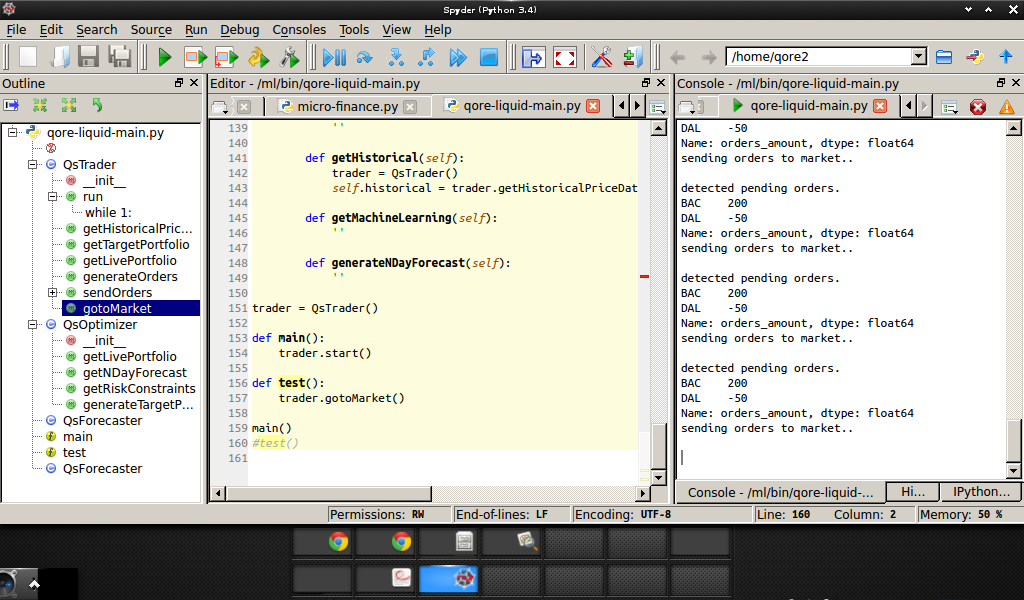 Spyder (Python 3.4)
File Edit Search Source Run Debug Consoles Tools View Help
/home/qore2
Outline
Editor - /ml/bin/qore-liquid-main.py
Console - /ml/bin/qore-liquid-main.py
micro-finance.py
qore-liquid-main.py
qore-liquid-main.py
qore-liquid-main.py
QsTrader
__init__
run
while 1:
getHistoricalPric...
getTargetPortfolio
getLivePortfolio
generateOrders
sendOrders
gotoMarket
QsOptimizer
__init__
getLivePortfolio
getNDayForecast
getRiskConstraints
generateTargetP...
QsForecaster
main
test
QsForecaster
139 ''
140
141 def getHistorical(self):
142 trader = QsTrader()
143 self.historical = trader.getHistoricalPriceDat
144
145 def getMachineLearning(self):
146 ''
147
148 def generateNDayForecast(self):
149 ''
150
151 trader = QsTrader()
152
153 def main():
154 trader.start()
155
156 def test():
157 trader.gotoMarket()
158
159 main()
160 #test()
161
DAL -50
Name: orders_amount, dtype: float64
sending orders to market..
detected pending orders.
BAC 200
DAL -50
Name: orders_amount, dtype: float64
sending orders to market..
detected pending orders.
BAC 200
DAL -50
Name: orders_amount, dtype: float64
sending orders to market..
detected pending orders.
BAC 200
DAL -50
Name: orders_amount, dtype: float64
sending orders to market..
Console - /ml/bin/qore-liquid-... Hi... IPython...
Permissions: RW End-of-lines: LF Encoding: UTF-8 Line: 160 Column: 2 Memory: 50 %